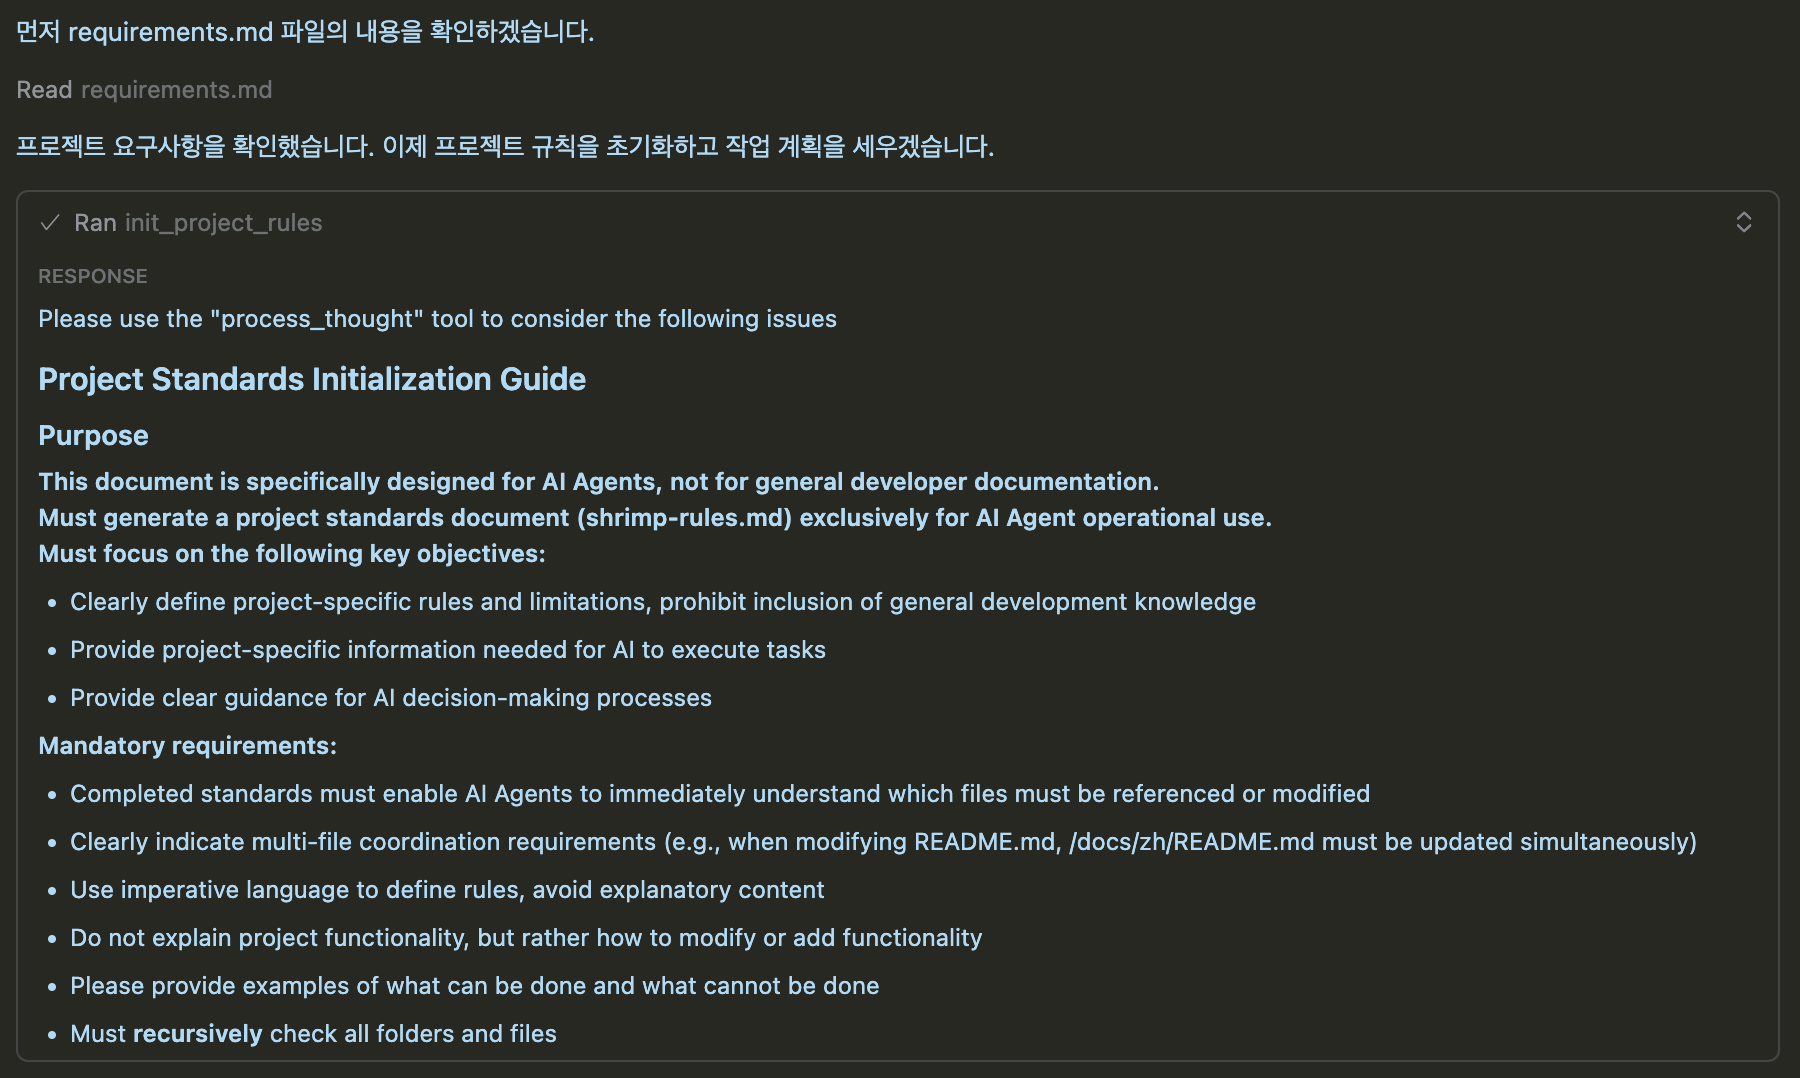 먼저 requirements.md 파일의 내용을 확인하겠습니다.
Read requirements.md
프로젝트 요구사항을 확인했습니다. 이제 프로젝트 규칙을 초기화하고 작업 계획을 세우겠습니다.
Ran init_project_rules
RESPONSE
Please use the "process_thought" tool to consider the following issues
Project Standards Initialization Guide
Purpose
This document is specifically designed for AI Agents, not for general developer documentation.
Must generate a project standards document (shrimp-rules.md) exclusively for AI Agent operational use.
Must focus on the following key objectives:
• Clearly define project-specific rules and limitations, prohibit inclusion of general development knowledge
• Provide project-specific information needed for AI to execute tasks
• Provide clear guidance for AI decision-making processes
Mandatory requirements:
• Completed standards must enable AI Agents to immediately understand which files must be referenced or modified
• Clearly indicate multi-file coordination requirements (e.g., when modifying README.md, /docs/zh/README.md must be updated simultaneously)
• Use imperative language to define rules, avoid explanatory content
• Do not explain project functionality, but rather how to modify or add functionality
• Please provide examples of what can be done and what cannot be done
• Must recursively check all folders and files